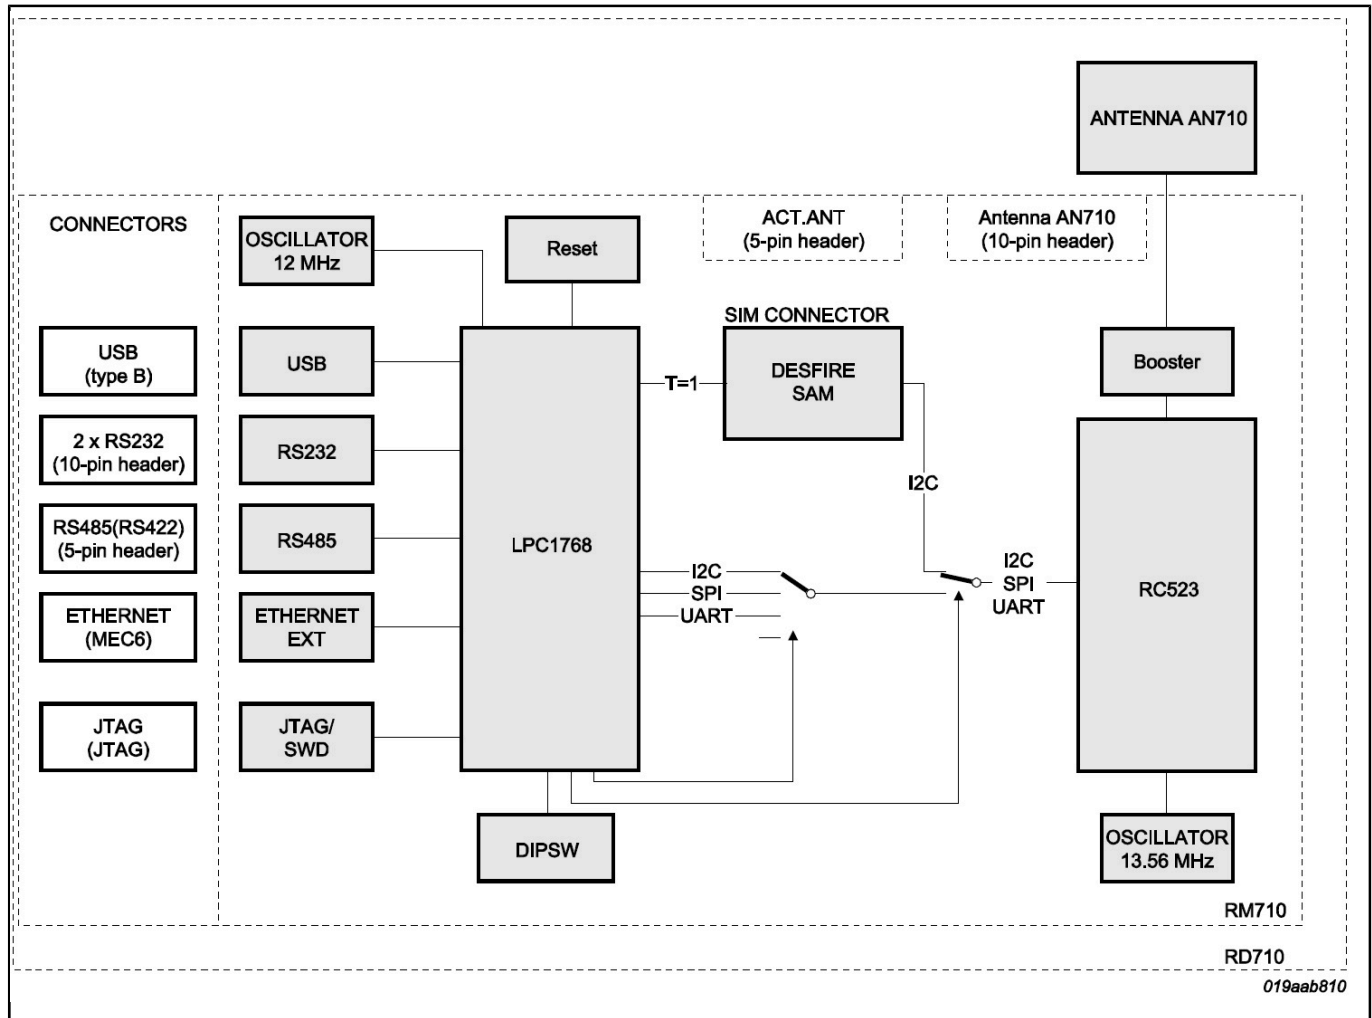 ANTENNA AN710
CONNECTORS
OSCILLATOR
12 MHz
Reset
ACT.ANT
(5-pin header)
Antenna AN710
(10-pin header)
SIM CONNECTOR
USB
(type B)
USB
DESFIRE
SAM
T=1
Booster
2 x RS232
(10-pin header)
RS232
I2C
RS485(RS422)
(5-pin header)
RS485
LPC1768
I2C
SPI
UART
I2C
SPI
UART
RC523
ETHERNET
(MEC6)
ETHERNET
EXT
JTAG
(JTAG)
JTAG/
SWD
DIPSW
OSCILLATOR
13.56 MHz
RM710
RD710
019aab810